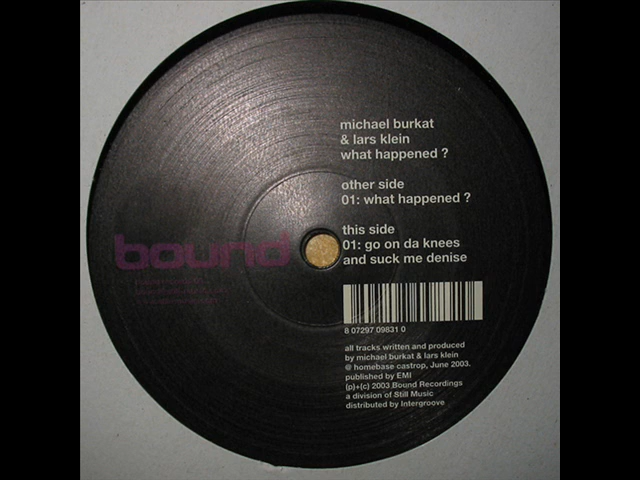 michael burkat
& lars klein
what happened ?
other side
01: what happened ?
this side
01: go on da knees
and suck me denise
bound
8 07297 09831 0
all tracks written and produced
by michael burkat & lars klein
@ homebase castrop, June 2003.
published by EMI
(p)+(c) 2003 Bound Recordings
a division of Still Music
distributed by Intergroove